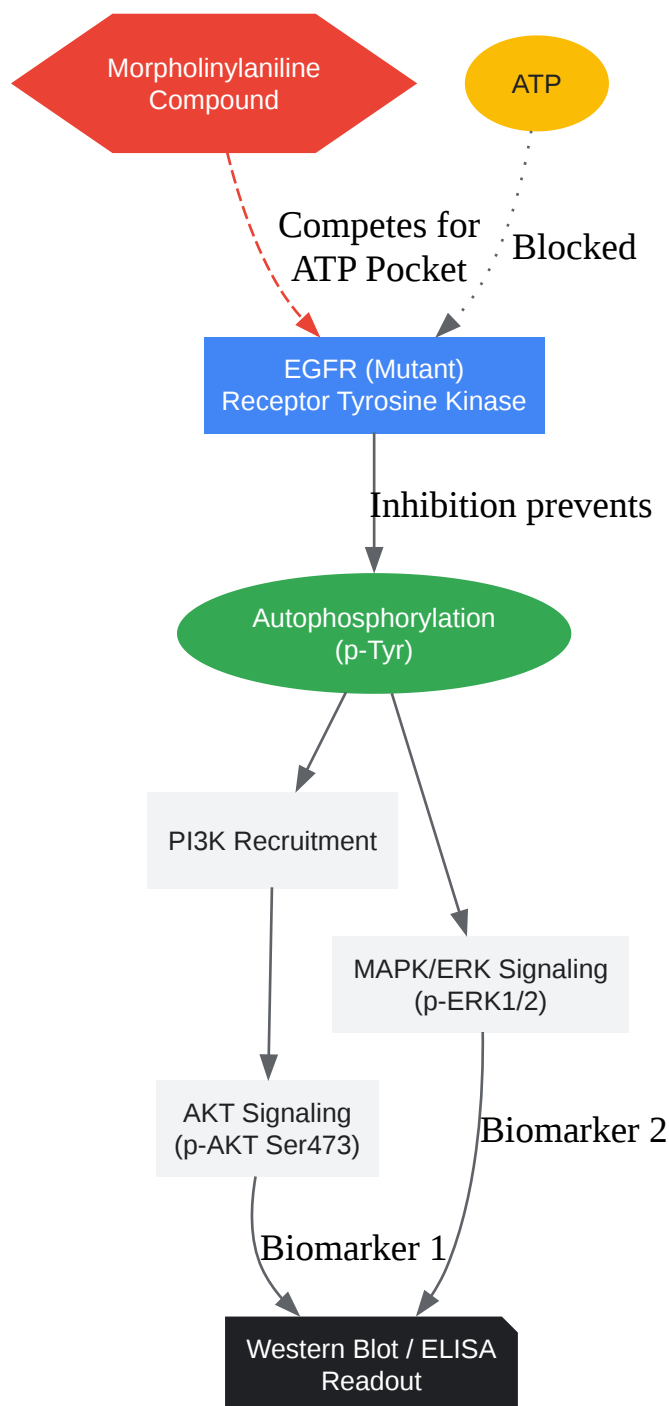 Morpholinylaniline
Compound
ATP
Competes for
ATP Pocket
Blocked
EGFR (Mutant)
Receptor Tyrosine Kinase
Inhibition prevents
Autophosphorylation
(p-Tyr)
PI3K Recruitment
MAPK/ERK Signaling
(p-ERK1/2)
AKT Signaling
(p-AKT Ser473)
Biomarker 2
Biomarker 1
Western Blot / ELISA
Readout